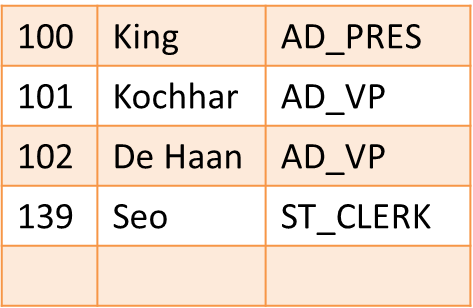 100 King AD_PRES
101 Kochhar AD_VP
102 De Haan AD_VP
139 Seo ST_CLERK